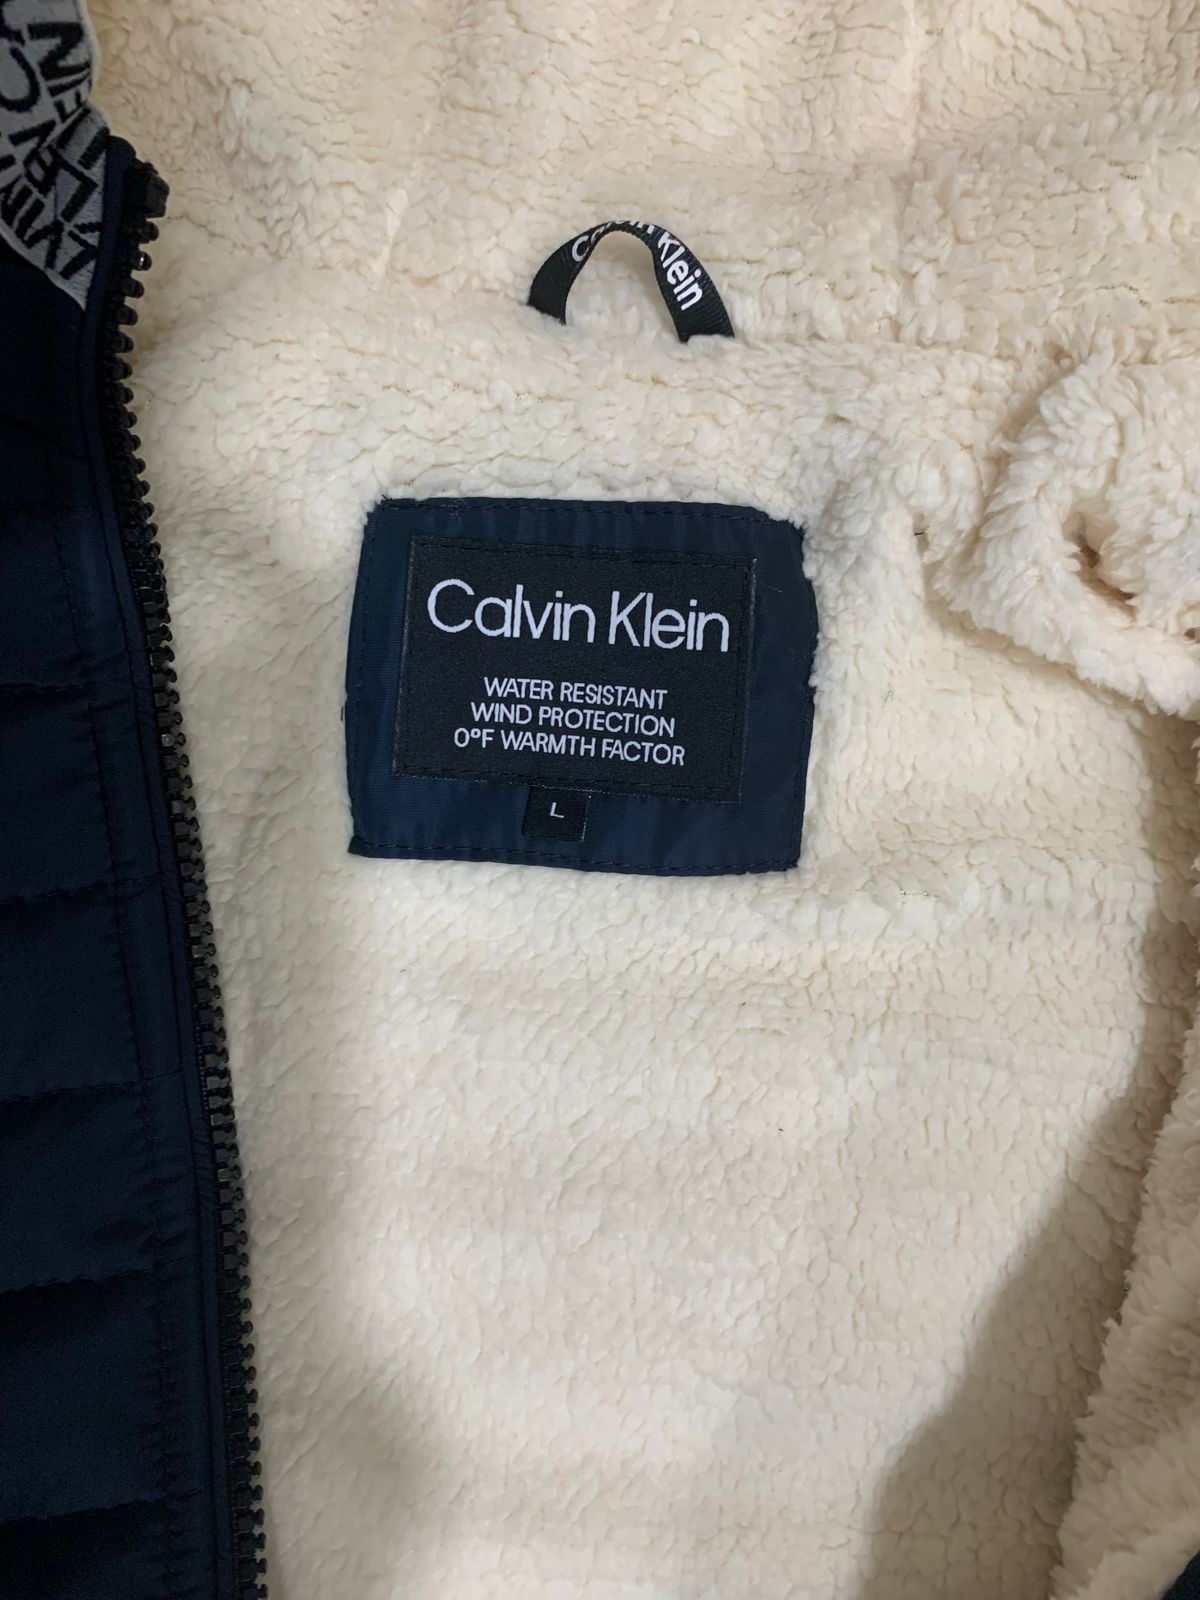 Calvin Klein
Calvin Klein
WATER RESISTANT
WIND PROTECTION
0°F WARMTH FACTOR
L